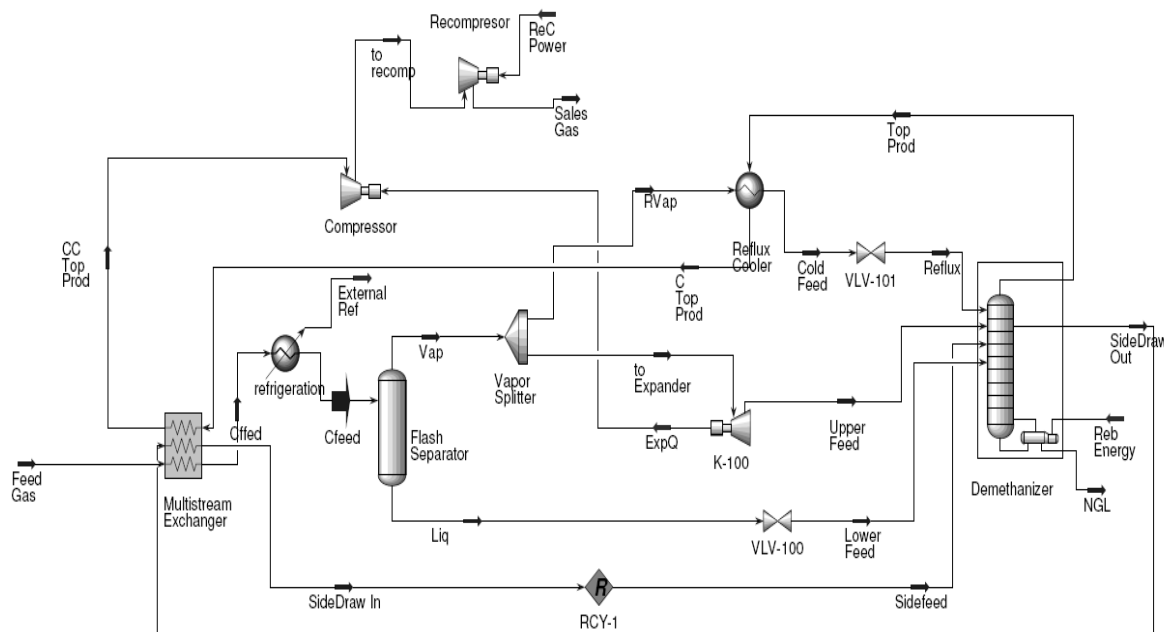 Recompresor
ReC
Power
to
recomp
Sales
Gas
Top
Prod
RVap
Compressor
CC
Top
Prod
Reflux
Cooler
Cold
Feed
VLV-101
Reflux
External
Ref
C
Top
Prod
SideDraw
Out
Vap
refrigeration
Vapor
Splitter
to
Expander
Cffed
Cfeed
Flash
Separator
ExpQ
K-100
Upper
Feed
Reb
Energy
Feed
Gas
Multistream
Exchanger
Demethanizer
NGL
Liq
VLV-100
Lower
Feed
SideDraw In
R
RCY-1
Sidefeed